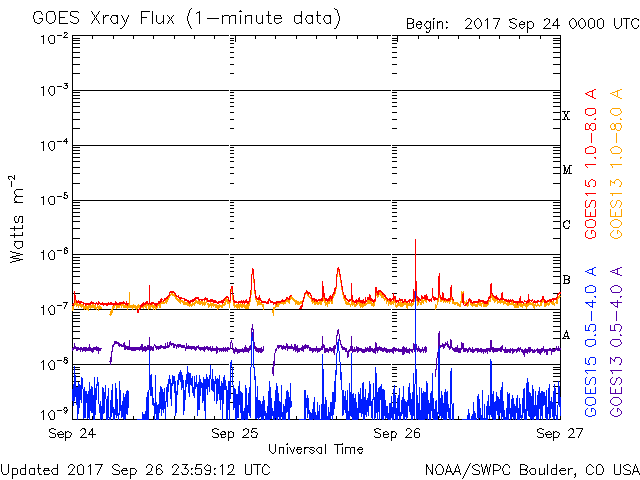 GOES Xray Flux (1-minute data)
Begin: 2017 Sep 24 0000 UTC
10⁻²
10⁻³
10⁻⁴
10⁻⁵
10⁻⁶
10⁻⁷
10⁻⁸
10⁻⁹
Watts m⁻²
X
M
C
B
A
GOES15 1.0-8.0 A
GOES13 1.0-8.0 A
GOES15 0.5-4.0 A
GOES13 0.5-4.0 A
Sep 24 Sep 25 Sep 26 Sep 27
Universal Time
Updated 2017 Sep 26 23:59:12 UTC
NOAA/SWPC Boulder, CO USA